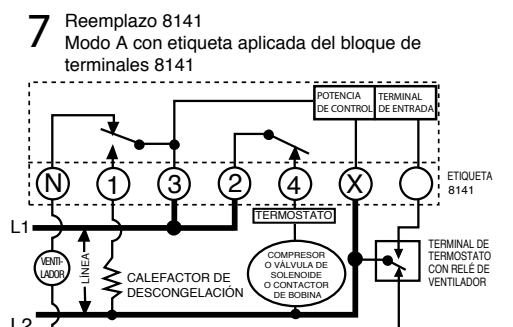 7
Reemplazo 8141
Modo A con etiqueta aplicada del bloque de
terminales 8141
POTENCIA
DE CONTROL
TERMINAL
DE ENTRADA
N
1
3
2
4
X
ETIQUETA
8141
L1
TERMOSTATO
VENTI-
LADOR
LÍNEA
CALEFACTOR DE
DESCONGELACIÓN
COMPRESOR
O VÁLVULA DE
SOLENOIDE
O CONTACTOR
DE BOBINA
TERMINAL DE
TERMOSTATO
CON RELÉ DE
VENTILADOR
L2